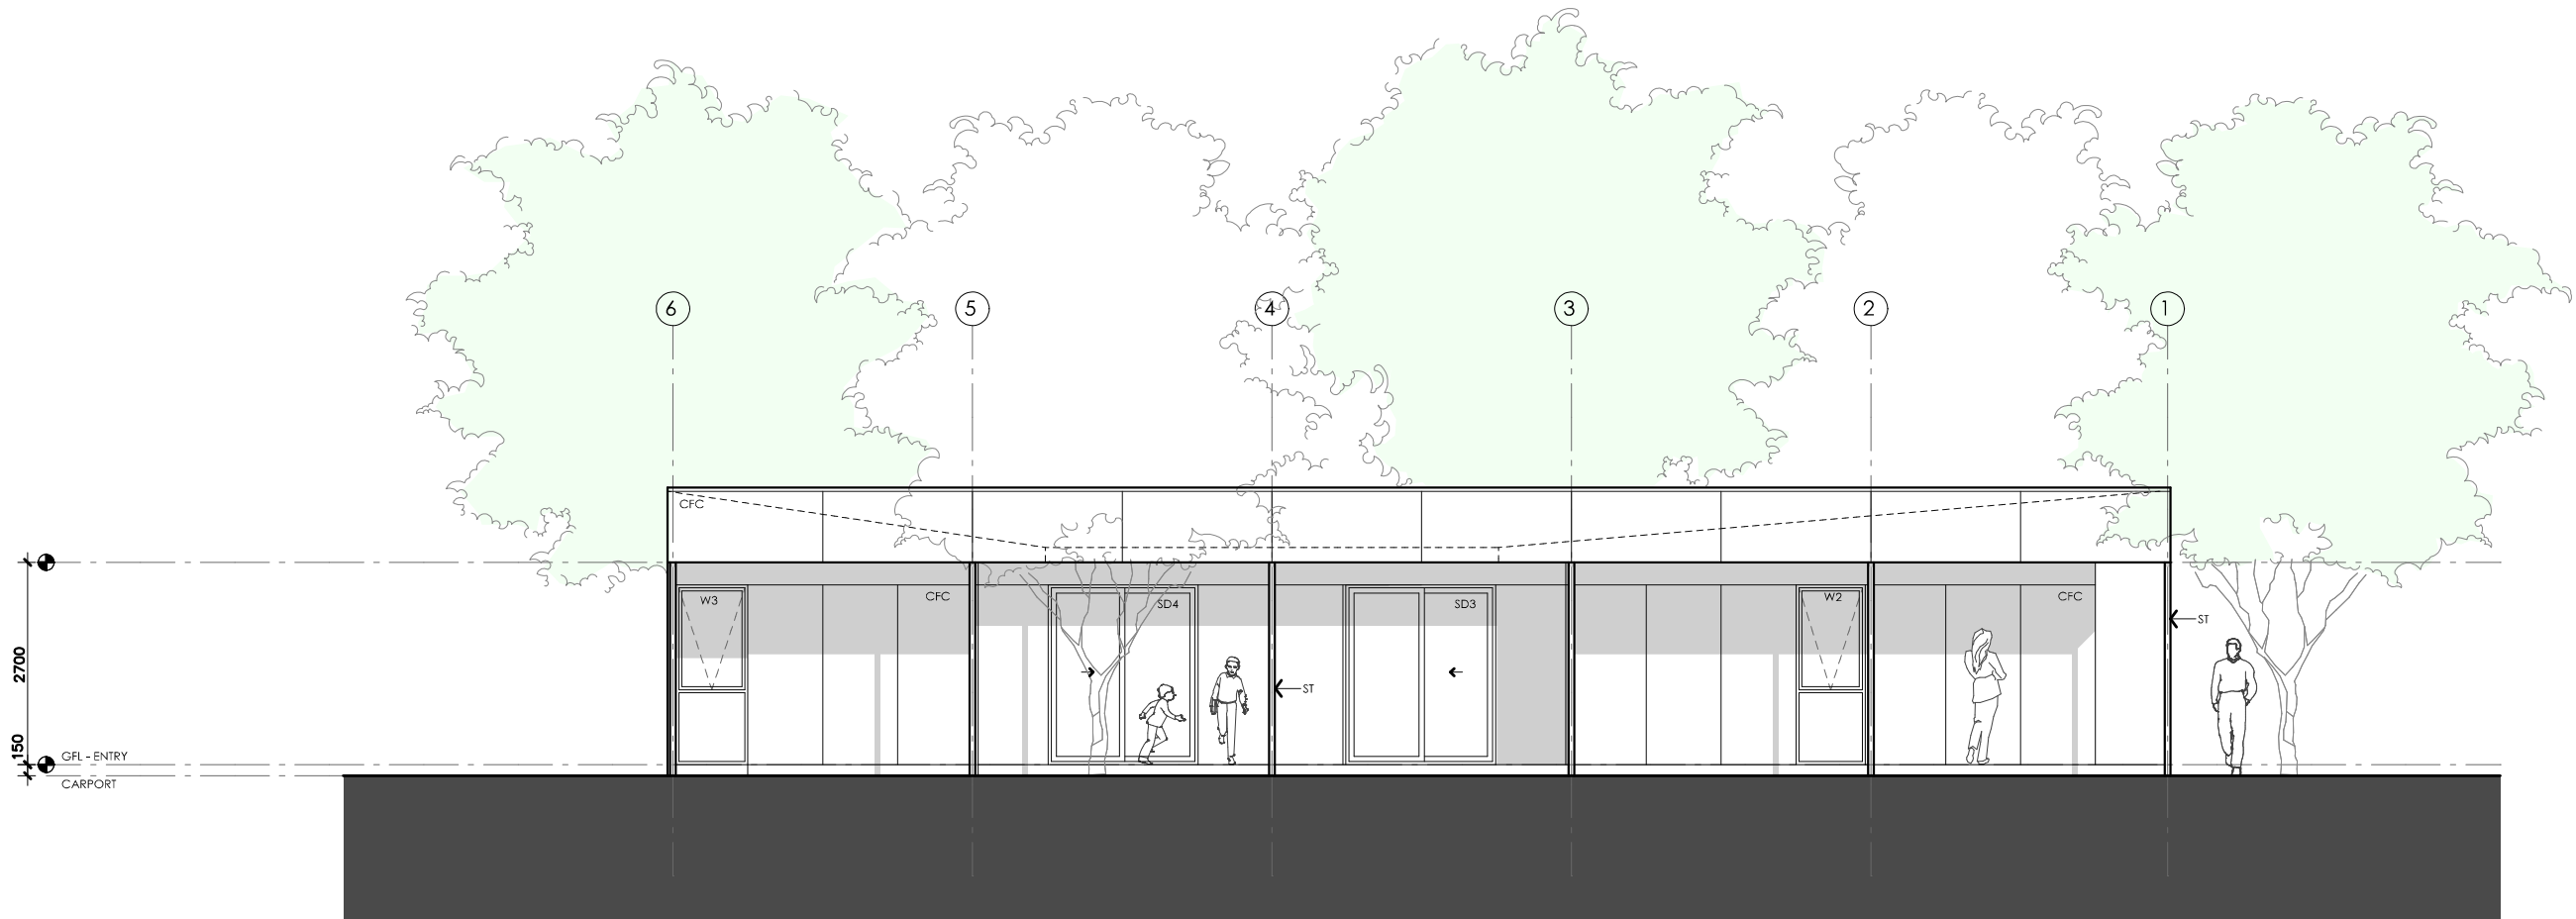 6
5
4
3
2
1
CFC
W3
CFC
SD4
SD3
W2
CFC
ST
ST
2700
150
GFL - ENTRY
CARPORT